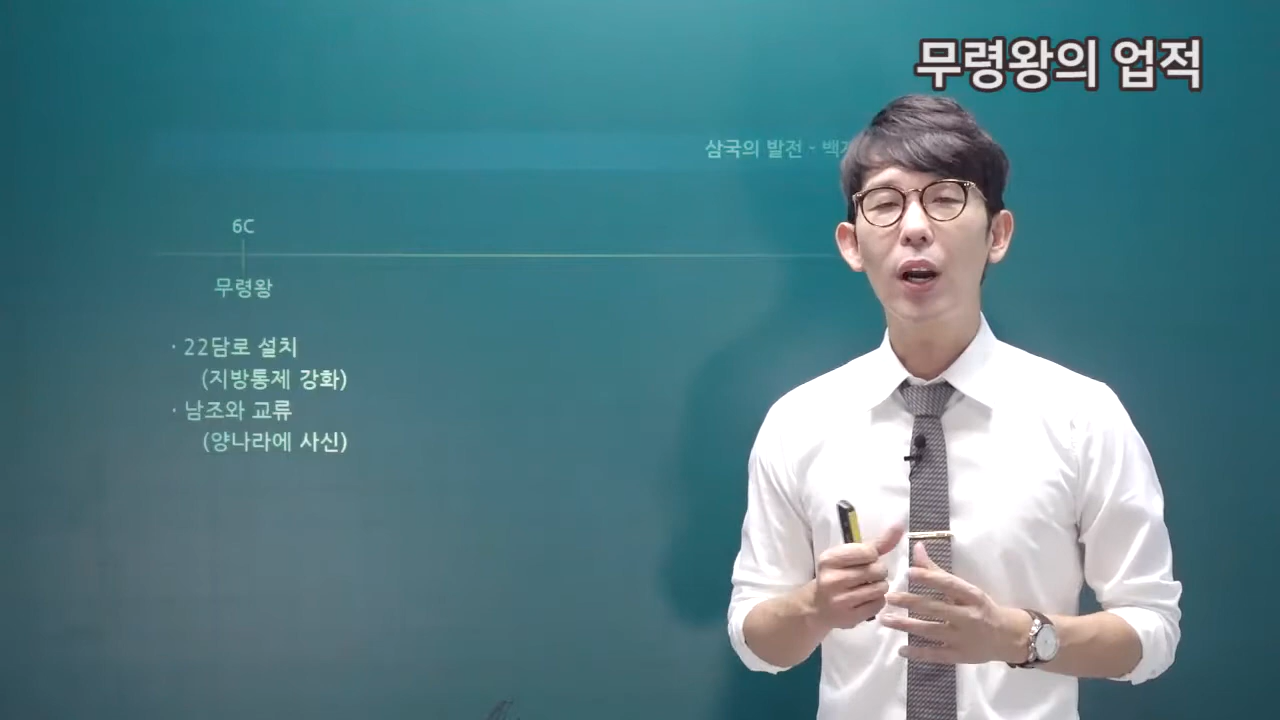 무령왕의 업적
삼국의 발전 -
6C
무령왕
· 22담로 설치
(지방통제 강화)
· 남조와 교류
(양나라에 사신)